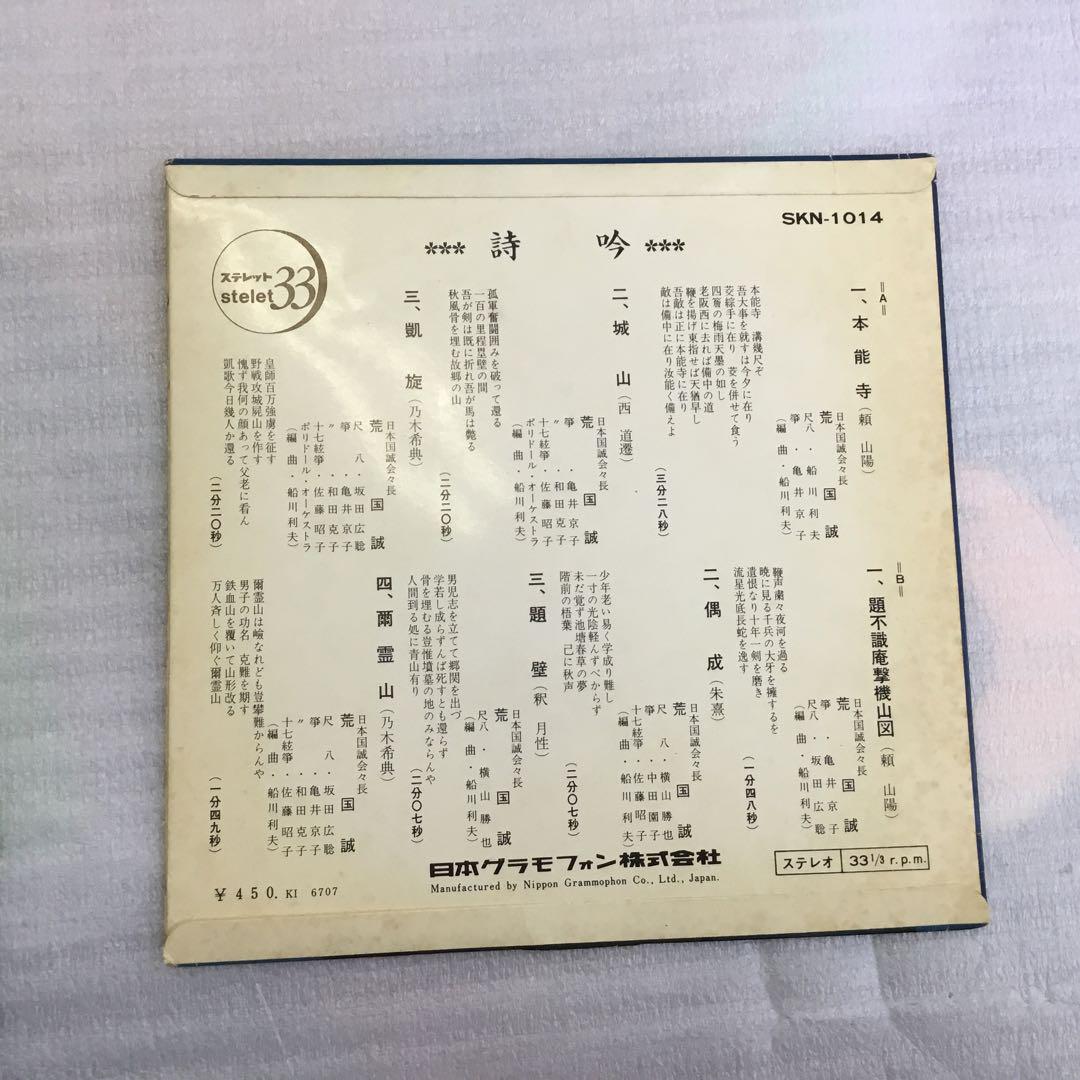 SKN-1014
*** 詩 吟 ***
ステレット
stelet 33
=A=
一、本能寺(頼 山陽)
日本国誠会々長
荒 国 誠
尺八・船川利夫
箏・亀井京子
(編曲・船川利夫)
本能寺 溝幾尺ぞ
吾大事を就すは今夕に在り
茭綜手に在り 茭を併せて食う
四簷の梅雨天墨の如し
老阪西に去れば備中の道
鞭を揚げ東指せば天猶早し
吾敵は正に本能寺に在り
敵は備中に在り汝能く備えよ
(三分二八秒)
二、城山(西 道遷)
日本国誠会々長
荒 国 誠
箏・亀井京子
〃・和田克子
十七絃箏・佐藤昭子
ポリドール・オーケストラ
(編曲・船川利夫)
孤軍奮闘囲みを破って還る
一百の里程塁壁の間
吾が剣は既に折れ吾が馬は斃る
秋風骨を埋む故郷の山
(二分二〇秒)
三、凱旋(乃木希典)
日本国誠会々長
荒 国 誠
尺八・坂田広聡
箏・亀井京子
〃・和田克子
十七絃箏・佐藤昭子
ポリドール・オーケストラ
(編曲・船川利夫)
皇師百万強虜を征す
野戦攻城屍山を作す
愧ず我何の顔あって父老に看ん
凱歌今日幾人か還る
(二分二〇秒)
=B=
一、題不識庵撃機山図(頼 山陽)
日本国誠会々長
荒 国 誠
箏・亀井京子
尺八・坂田広聡
鞭声粛々夜河を過る
暁に見る千兵の大牙を擁するを
遺恨なり十年一剣を磨き
流星光底長蛇を逸す
(一分四八秒)
二、偶成(朱熹)
日本国誠会々長
荒 国 誠
尺八・横山勝也
箏・中田園子
十七絃箏・佐藤昭子
(編曲・船川利夫)
少年老い易く学成り難し
一寸の光陰軽んずべからず
未だ覚ず池塘春草の夢
階前の梧葉 己に秋声
(二分〇七秒)
三、題壁(釈 月性)
日本国誠会々長
荒 国 誠
尺八・横山勝也
(編曲・船川利夫)
男児志を立てて郷関を出づ
学若し成らずんば死すとも還らず
骨を埋むる豈惟墳墓の地のみならんや
人間到る処に青山有り
(二分〇七秒)
四、爾霊山(乃木希典)
日本国誠会々長
荒 国 誠
尺八・坂田広聡
箏・亀井京子
〃・和田克子
十七絃箏・佐藤昭子
(編曲・船川利夫)
爾霊山は嶮なれども豈攀難からんや
男子の功名 克難を期す
鉄血山を覆いて山形改る
万人斉しく仰ぐ爾霊山
(一分四九秒)
日本グラモフォン株式会社
Manufactured by Nippon Grammophon Co., Ltd., Japan.
ステレオ 33 1/3 r.p.m.
¥450. KI 6707